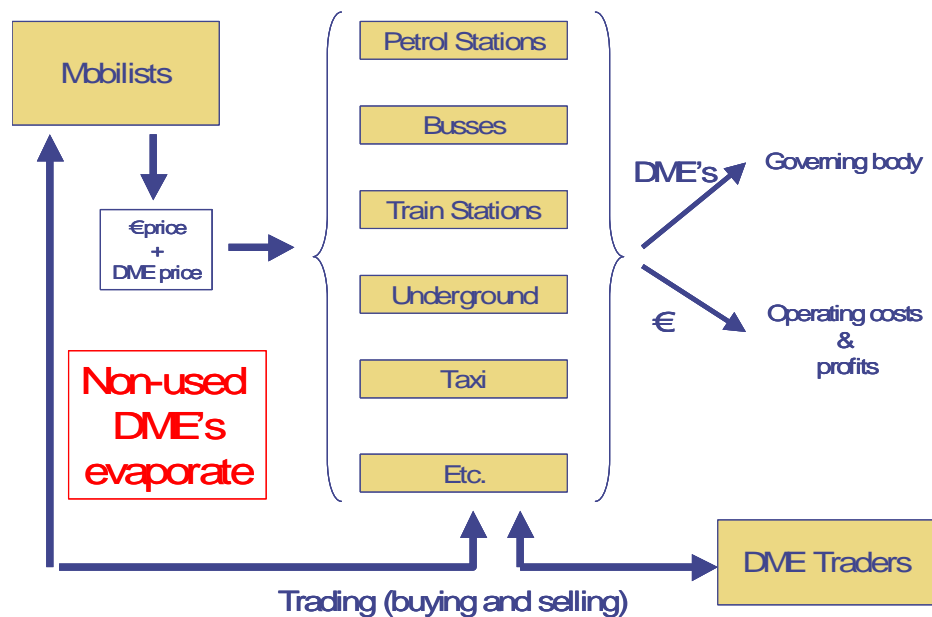 Mobilists
€price
+
DME price
Non-used
DME's
evaporate
Petrol Stations
Busses
Train Stations
Underground
Taxi
Etc.
DME's
Governing body
€
Operating costs
&
profits
DME Traders
Trading (buying and selling)